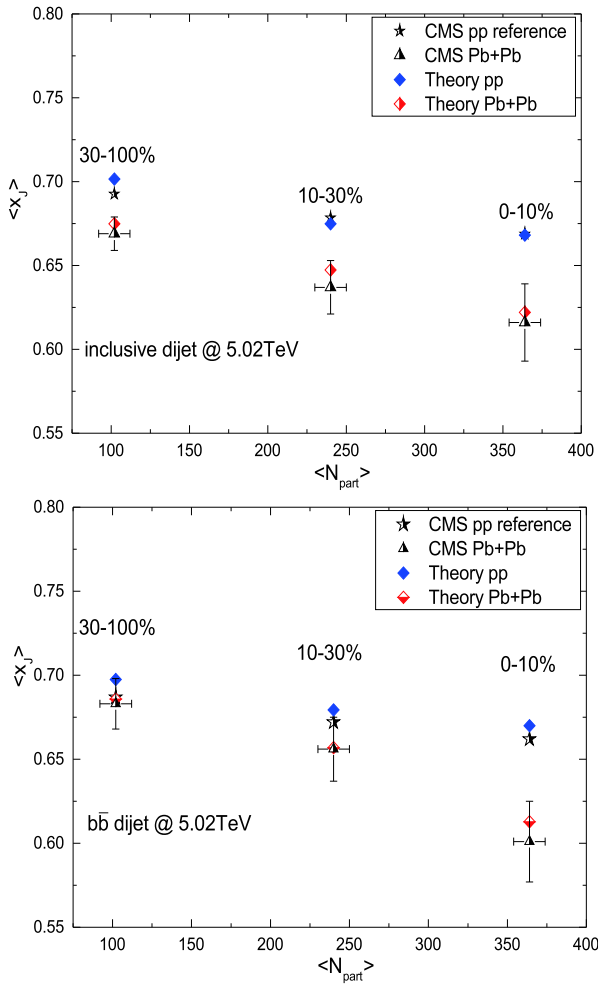 0.80
0.75
0.70
0.65
0.60
0.55
<x_J>
CMS pp reference
CMS Pb+Pb
Theory pp
Theory Pb+Pb
30-100%
10-30%
0-10%
inclusive dijet @ 5.02TeV
100 150 200 250 300 350 400
<N_part>
0.80
0.75
0.70
0.65
0.60
0.55
<x_J>
CMS pp reference
CMS Pb+Pb
Theory pp
Theory Pb+Pb
30-100%
10-30%
0-10%
bb̄ dijet @ 5.02TeV
100 150 200 250 300 350 400
<N_part>